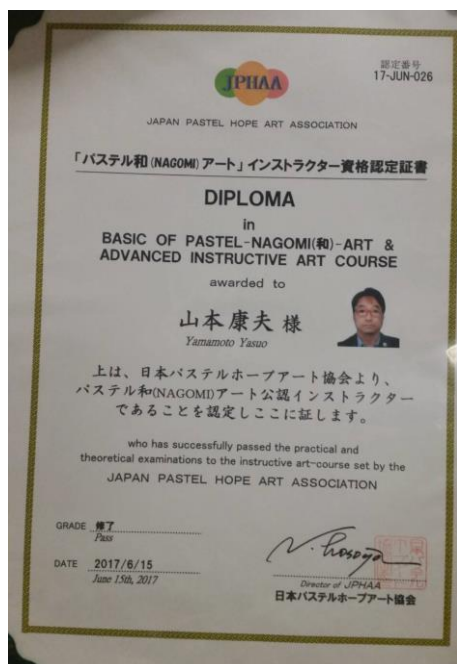 認定番号
17-JUN-026
JPHAA
JAPAN PASTEL HOPE ART ASSOCIATION
「パステル和(NAGOMI)アート」インストラクター資格認定証書
DIPLOMA
in
BASIC OF PASTEL-NAGOMI(和)-ART &
ADVANCED INSTRUCTIVE ART COURSE
awarded to
山本康夫 様
Yamamoto Yasuo
上は、日本パステルホープアート協会より、
パステル和(NAGOMI)アート公認インストラクター
であることを認定しここに証します。
who has successfully passed the practical and
theoretical examinations to the instructive art-course set by the
JAPAN PASTEL HOPE ART ASSOCIATION
GRADE 修了
Pass
DATE 2017/6/15
June 15th, 2017
Director of JPHAA
日本パステルホープアート協会